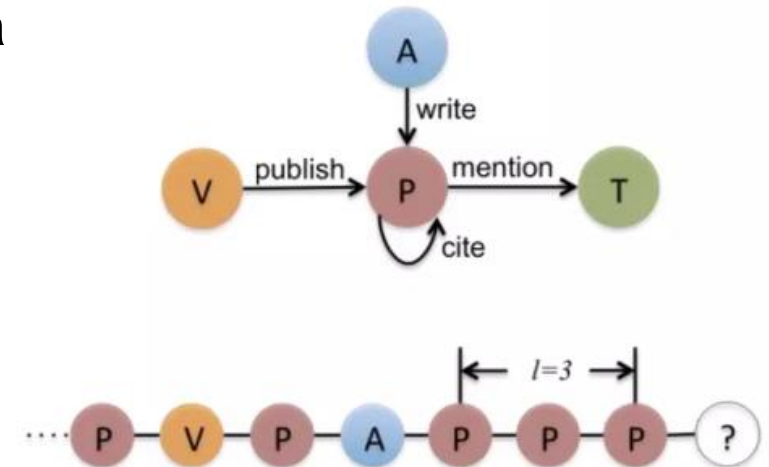 A
write
V publish P mention T
cite
l=3
..... P V P A P P P ?